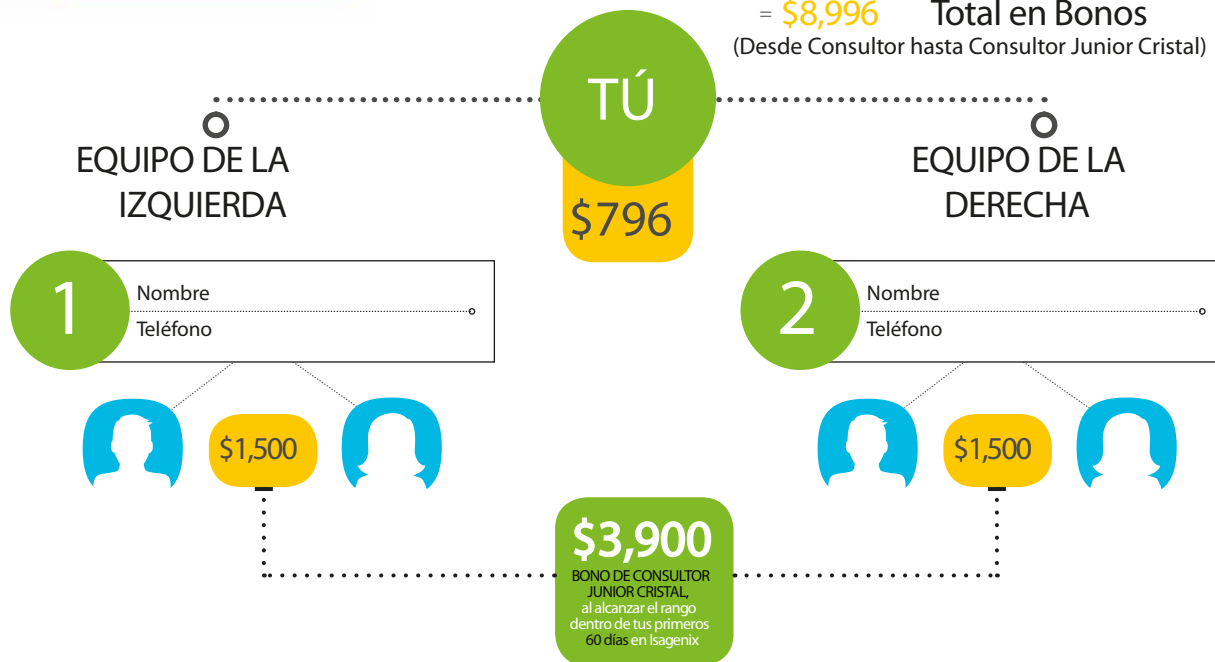 = $8,996 Total en Bonos
(Desde Consultor hasta Consultor Junior Cristal)
TÚ
$796
EQUIPO DE LA
IZQUIERDA
EQUIPO DE LA
DERECHA
1
Nombre
Teléfono
2
Nombre
Teléfono
$1,500
$1,500
$3,900
BONO DE CONSULTOR
JUNIOR CRISTAL,
al alcanzar el rango
dentro de tus primeros
60 días en Isagenix